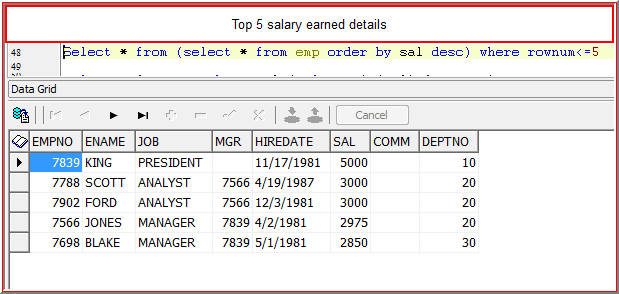 Top 5 salary earned details
48 Select * from (select * from emp order by sal desc) where rownum<=5
49
Data Grid
Cancel
EMPNO ENAME JOB MGR HIREDATE SAL COMM DEPTNO
7839 KING PRESIDENT 11/17/1981 5000 10
7788 SCOTT ANALYST 7566 4/19/1987 3000 20
7902 FORD ANALYST 7566 12/3/1981 3000 20
7566 JONES MANAGER 7839 4/2/1981 2975 20
7698 BLAKE MANAGER 7839 5/1/1981 2850 30